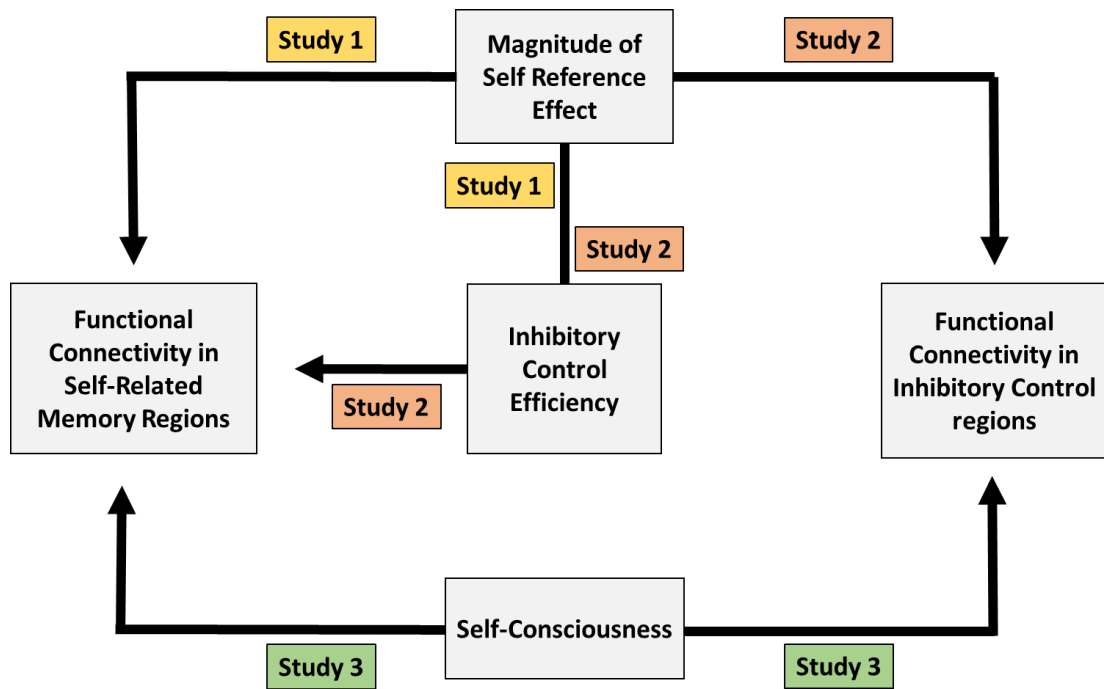 Study 1
Magnitude of
Self Reference
Effect
Study 2
Study 1
Study 2
Functional
Connectivity in
Self-Related
Memory Regions
Inhibitory
Control
Efficiency
Functional
Connectivity in
Inhibitory Control
regions
Study 2
Self-Consciousness
Study 3
Study 3